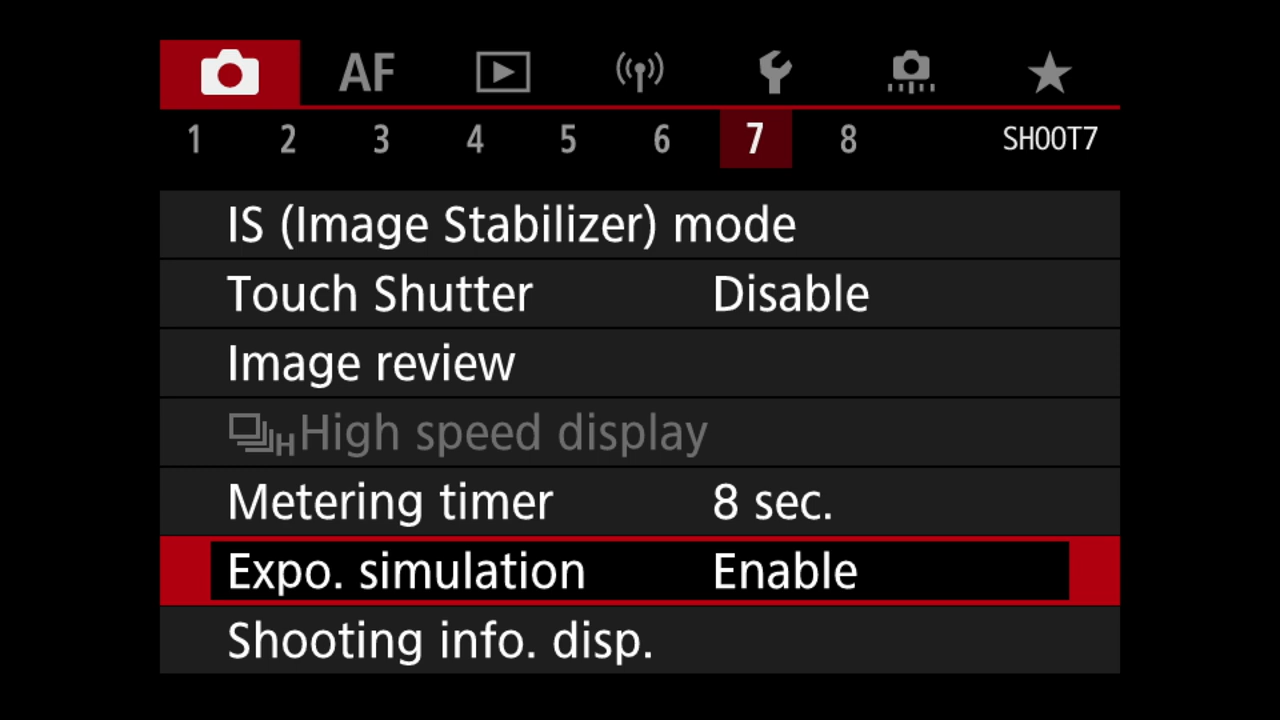 AF
1 2 3 4 5 6 7 8 SHOOT7
IS (Image Stabilizer) mode
Touch Shutter Disable
Image review
H High speed display
Metering timer 8 sec.
Expo. simulation Enable
Shooting info. disp.